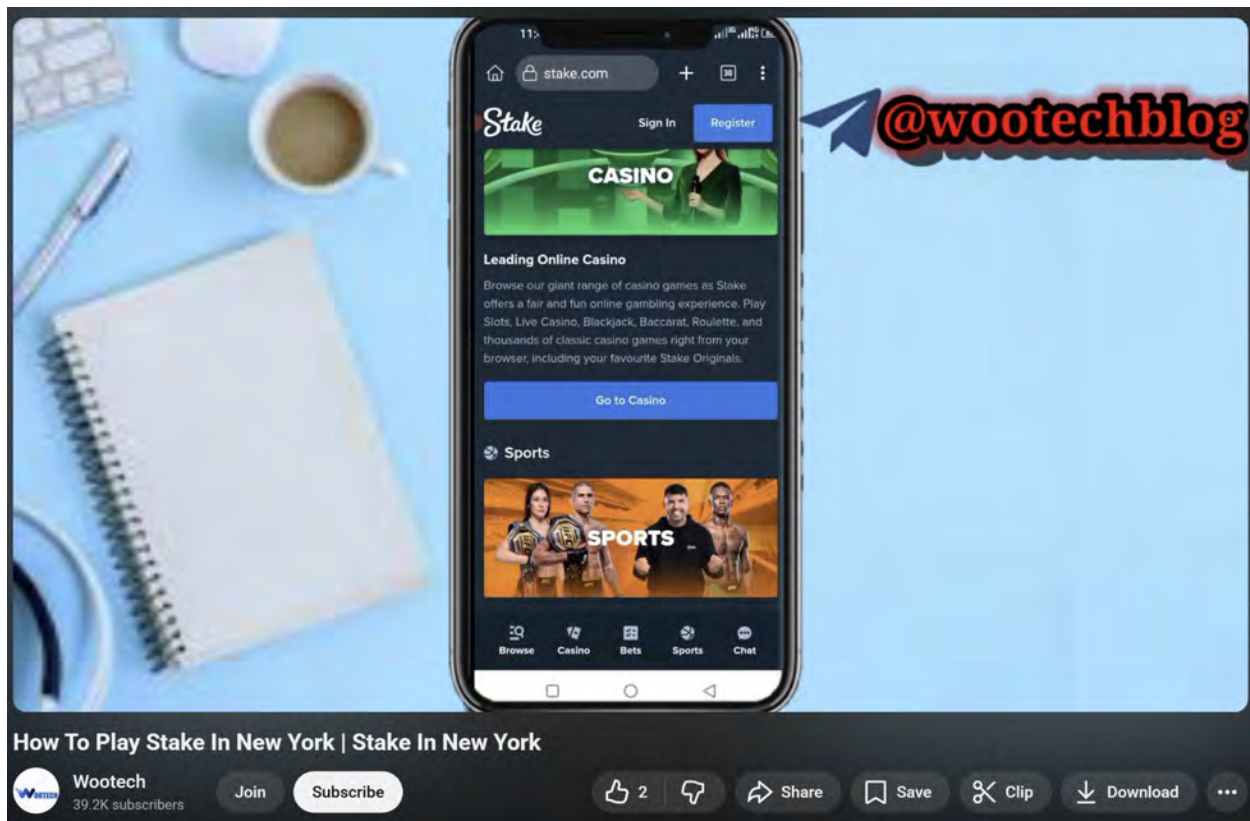 11:
stake.com
30
Stake
Sign In
Register
@wootechblog
CASINO
Leading Online Casino
Browse our giant range of casino games as Stake
offers a fair and fun online gambling experience. Play
Slots, Live Casino, Blackjack, Baccarat, Roulette, and
thousands of classic casino games right from your
browser, including your favourite Stake Originals.
Go to Casino
Sports
SPORTS
Browse
Casino
Bets
Sports
Chat
How To Play Stake In New York | Stake In New York
Wootech
39.2K subscribers
Join
Subscribe
2
Share
Save
Clip
Download